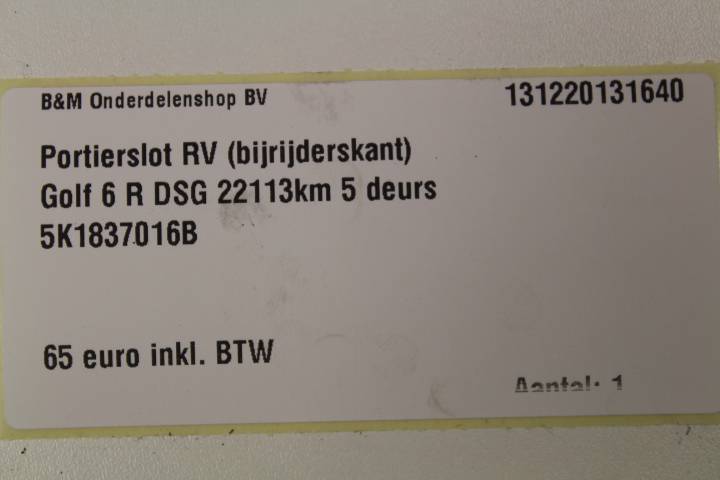 B&M Onderdelenshop BV 131220131640
Portierslot RV (bijrijderskant)
Golf 6 R DSG 22113km 5 deurs
5K1837016B
65 euro inkl. BTW
Aantal: 1